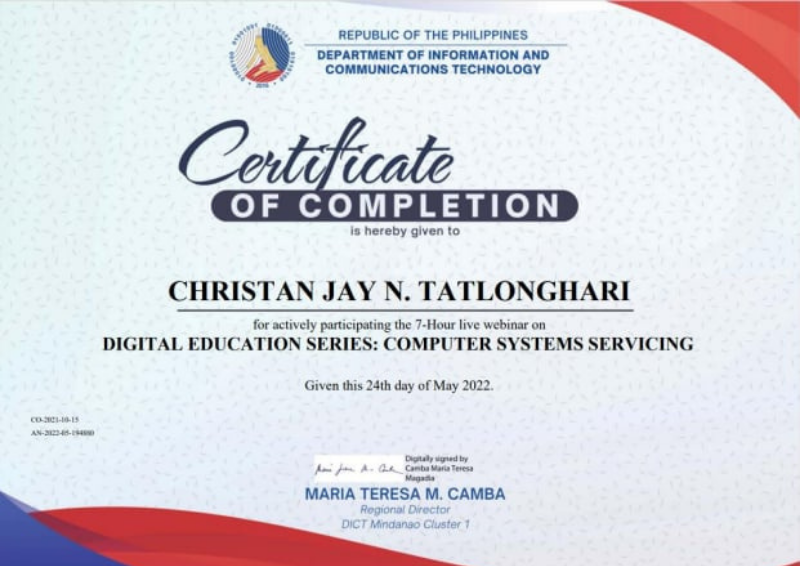 REPUBLIC OF THE PHILIPPINES
DEPARTMENT OF INFORMATION AND
COMMUNICATIONS TECHNOLOGY
Certificate
OF COMPLETION
is hereby given to
CHRISTAN JAY N. TATLONGHARI
for actively participating the 7-Hour live webinar on
DIGITAL EDUCATION SERIES: COMPUTER SYSTEMS SERVICING
Given this 24th day of May 2022.
CO-2021-10-15
AN-2022-05-194880
Digitally signed by
Camba Maria Teresa
Magadia
MARIA TERESA M. CAMBA
Regional Director
DICT Mindanao Cluster 1